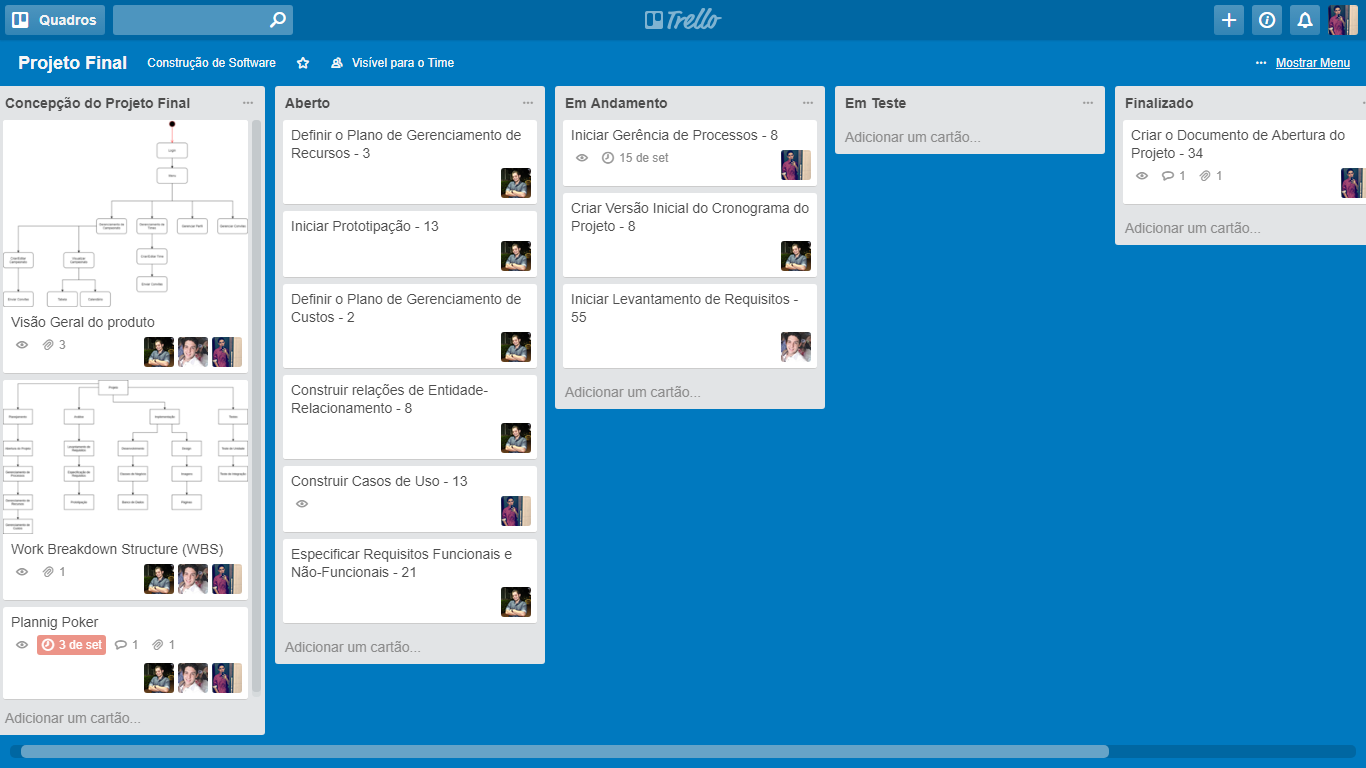 Quadros
Trello
Projeto Final
Construção de Software
Visível para o Time
Mostrar Menu
Concepção do Projeto Final
Login
Menu
Visão Geral do produto
3
Projeto
Work Breakdown Structure (WBS)
1
Plannig Poker
3 de set
1
1
Adicionar um cartão...
Aberto
Definir o Plano de Gerenciamento de
Recursos - 3
Iniciar Prototipação - 13
Definir o Plano de Gerenciamento de
Custos - 2
Construir relações de Entidade-
Relacionamento - 8
Construir Casos de Uso - 13
Especificar Requisitos Funcionais e
Não-Funcionais - 21
Adicionar um cartão...
Em Andamento
Iniciar Gerência de Processos - 8
15 de set
Criar Versão Inicial do Cronograma do
Projeto - 8
Iniciar Levantamento de Requisitos -
55
Adicionar um cartão...
Em Teste
Adicionar um cartão...
Finalizado
Criar o Documento de Abertura do
Projeto - 34
1
1
Adicionar um cartão...